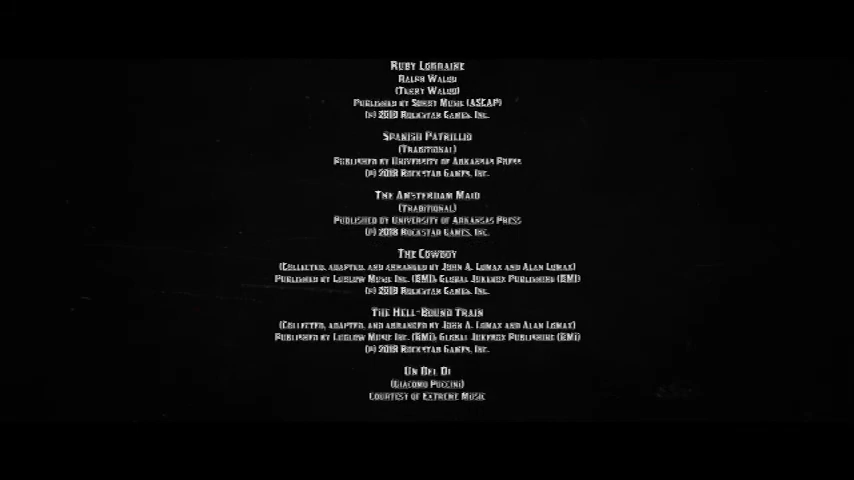 Ruby Lorraine
Ralph Waldo
(Terry Waldo)
Published by Sobby Music (ASCAP)
(P) 2018 Rockstar Games, Inc.
Spanish Patrillio
(Traditional)
Published by University of Arkansas Press
(P) 2018 Rockstar Games, Inc.
The Amsterdam Maid
(Traditional)
Published by University of Arkansas Press
(P) 2018 Rockstar Games, Inc.
The Cowboy
(Collected, adapted, and arranged by John A. Lomax and Alan Lomax)
Published by Ludlow Music Inc. (BMI), Global Jukebox Publishing (BMI)
(P) 2018 Rockstar Games, Inc.
The Hell-Bound Train
(Collected, adapted, and arranged by John A. Lomax and Alan Lomax)
Published by Ludlow Music Inc. (BMI), Global Jukebox Publishing (BMI)
(P) 2018 Rockstar Games, Inc.
Un Bel Di
(Giacomo Puccini)
Courtesy of Extreme Music